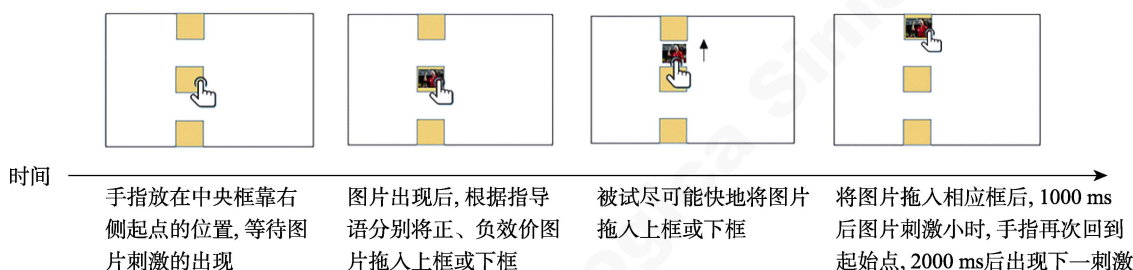 时间
手指放在中央框靠右
侧起点的位置, 等待图
片刺激的出现
图片出现后, 根据指导
语分别将正、负效价图
片拖入上框或下框
被试尽可能快地将图片
拖入上框或下框
将图片拖入相应框后, 1000 ms
后图片刺激小时, 手指再次回到
起始点, 2000 ms后出现下一刺激